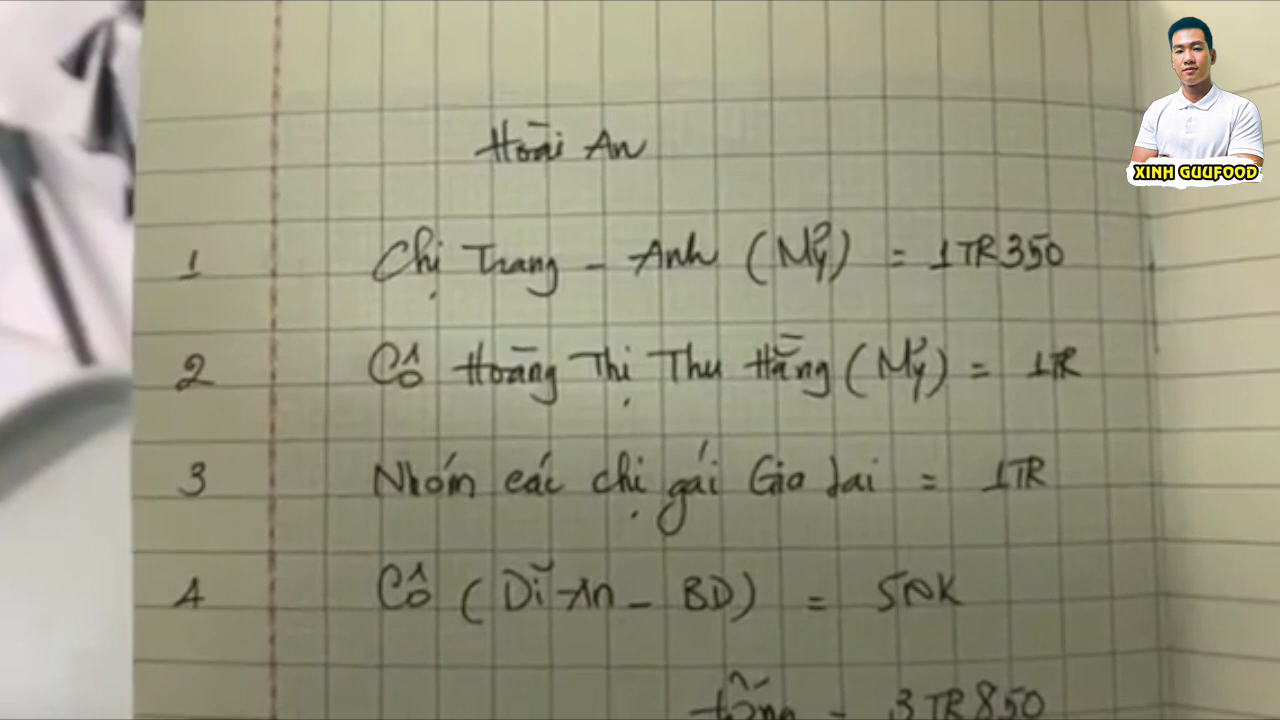 Hoài An
1 Chị Trang - Anh (Mỹ) = 1TR350
2 Cô Hoàng Thị Thu Hằng (Mỹ) = 1TR
3 Nhóm các chị gái Gia Lai = 1TR
4 Cô (Dĩ An - BD) = 500K
tổng = 3TR850
XINH GUUFOOD